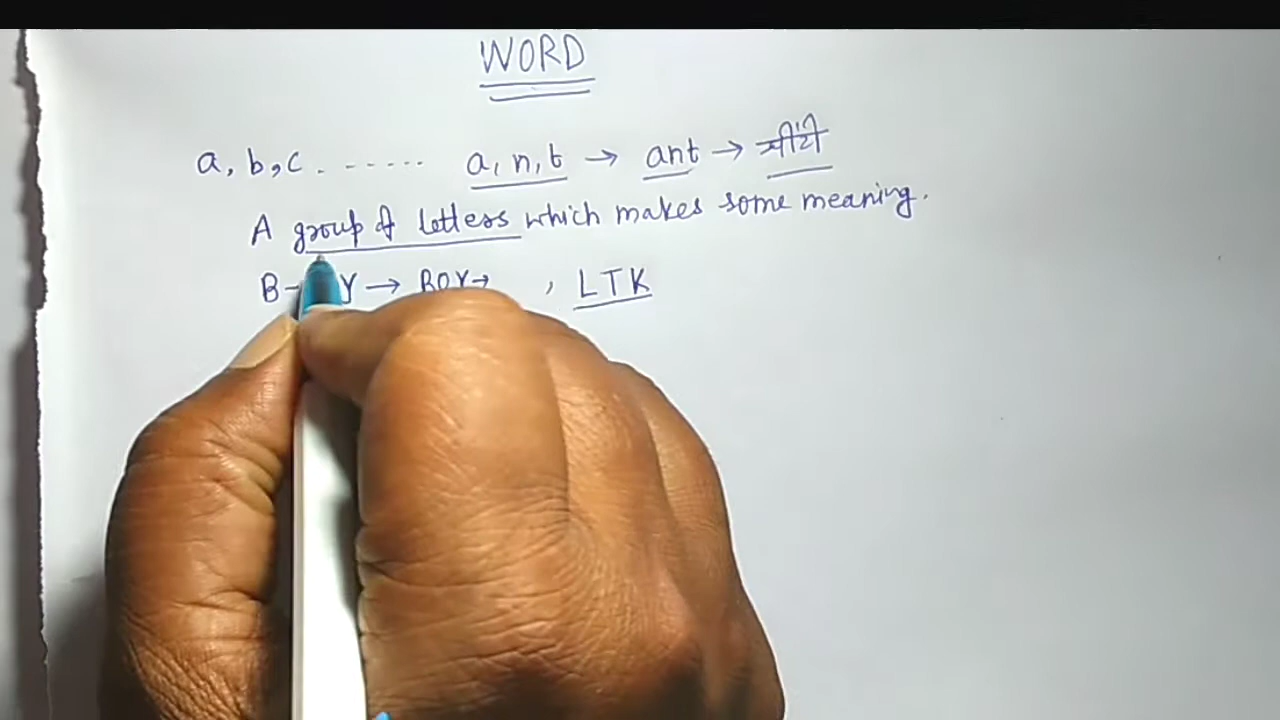 WORD
a, b, c. ------ a, n, t → ant → चींटी
A group of letters which makes some meaning.
B- Y → BOY→ , LTK